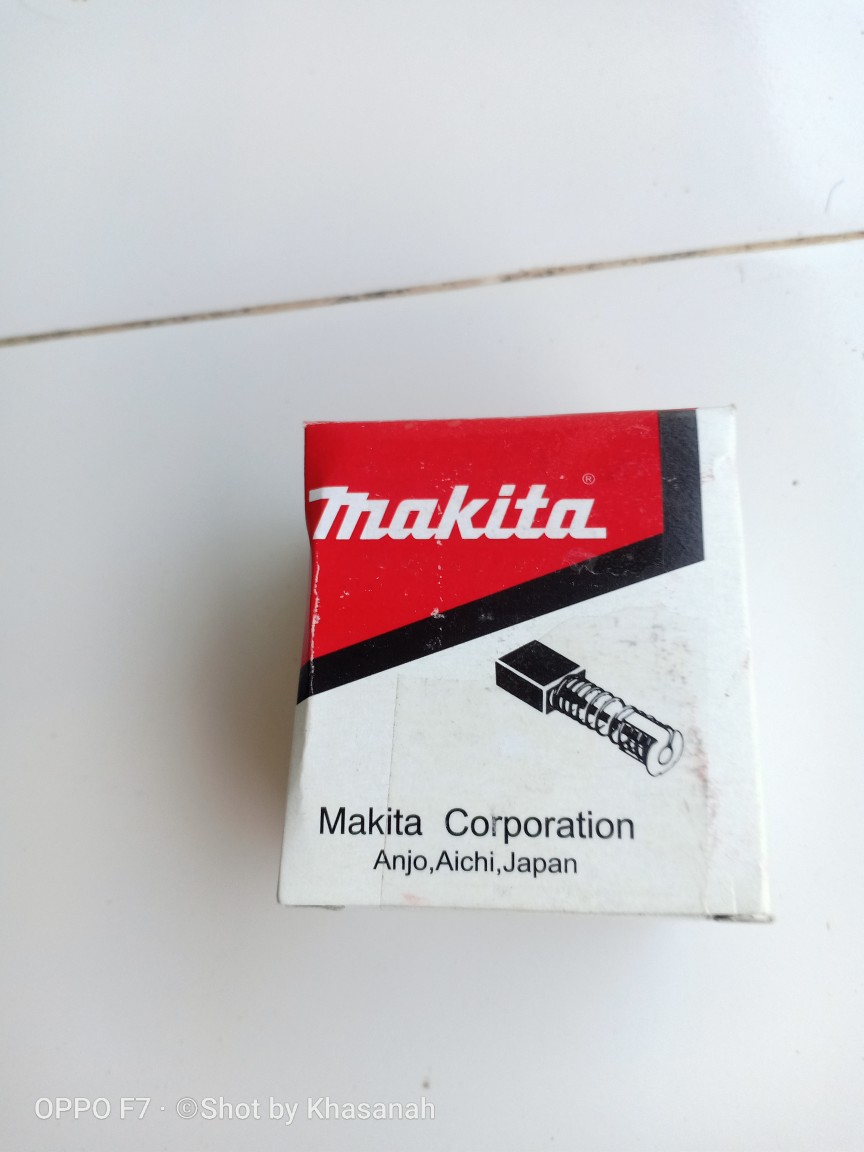 makita®
Makita Corporation
Anjo,Aichi,Japan
OPPO F7 · ©Shot by Khasanah